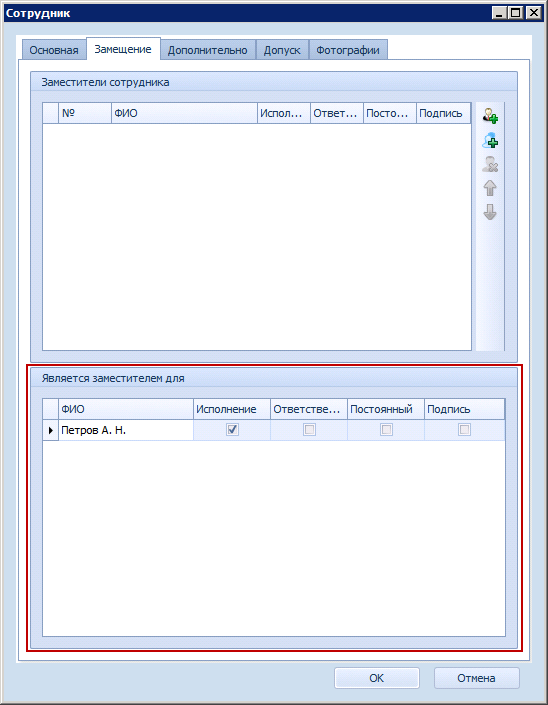 Сотрудник
Основная Замещение Дополнительно Допуск Фотографии
Заместители сотрудника
№ ФИО Испол... Ответ... Посто... Подпись
Является заместителем для
ФИО Исполнение Ответстве... Постоянный Подпись
Петров А. Н.
OK Отмена